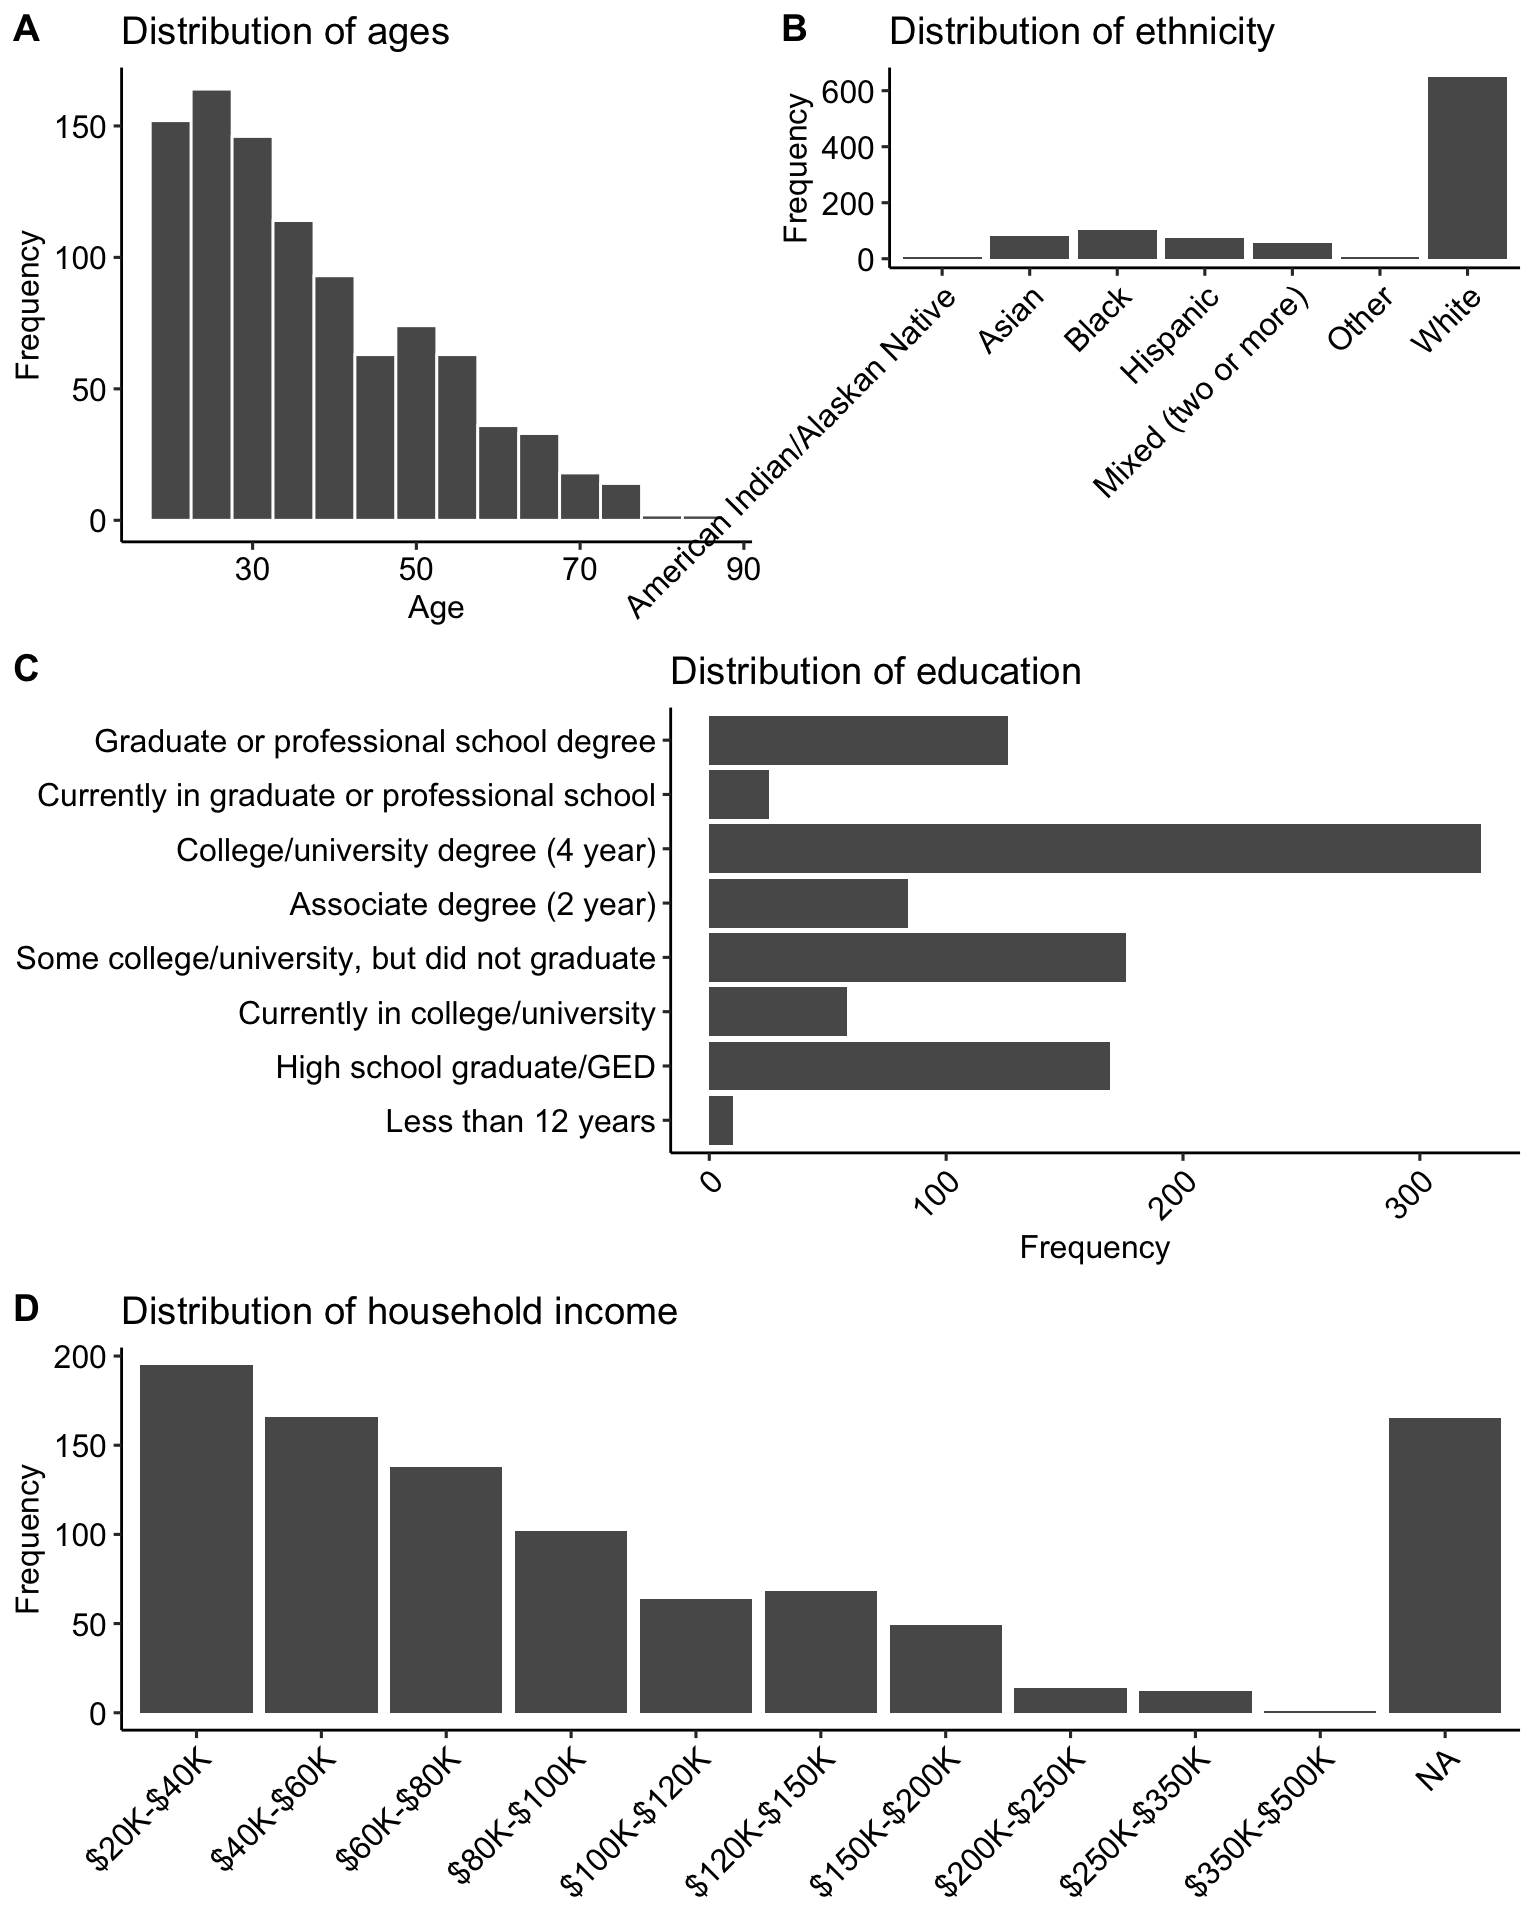 A Distribution of ages
Frequency
150
100
50
0
30 50 70 90
Age
B Distribution of ethnicity
Frequency
600
400
200
0
American Indian/Alaskan Native
Asian
Black
Hispanic
Mixed (two or more)
Other
White
C Distribution of education
Graduate or professional school degree
Currently in graduate or professional school
College/university degree (4 year)
Associate degree (2 year)
Some college/university, but did not graduate
Currently in college/university
High school graduate/GED
Less than 12 years
0 100 200 300
Frequency
D Distribution of household income
Frequency
200
150
100
50
0
$20K-$40K
$40K-$60K
$60K-$80K
$80K-$100K
$100K-$120K
$120K-$150K
$150K-$200K
$200K-$250K
$250K-$350K
$350K-$500K
NA